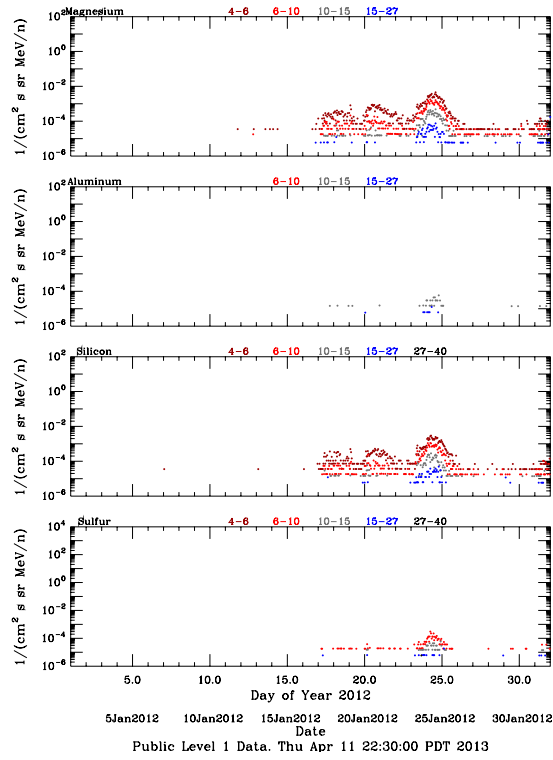 Magnesium 4-6 6-10 10-15 15-27
10² 10⁰ 10⁻² 10⁻⁴ 10⁻⁶
1/(cm² s sr MeV/n)
Aluminum 6-10 10-15 15-27
10² 10⁰ 10⁻² 10⁻⁴ 10⁻⁶
1/(cm² s sr MeV/n)
Silicon 4-6 6-10 10-15 15-27 27-40
10² 10⁰ 10⁻² 10⁻⁴ 10⁻⁶
1/(cm² s sr MeV/n)
Sulfur 4-6 6-10 10-15 15-27 27-40
10⁴ 10² 10⁰ 10⁻² 10⁻⁴ 10⁻⁶
1/(cm² s sr MeV/n)
5.0 10.0 15.0 20.0 25.0 30.0
Day of Year 2012
5Jan2012 10Jan2012 15Jan2012 20Jan2012 25Jan2012 30Jan2012
Date
Public Level 1 Data. Thu Apr 11 22:30:00 PDT 2013